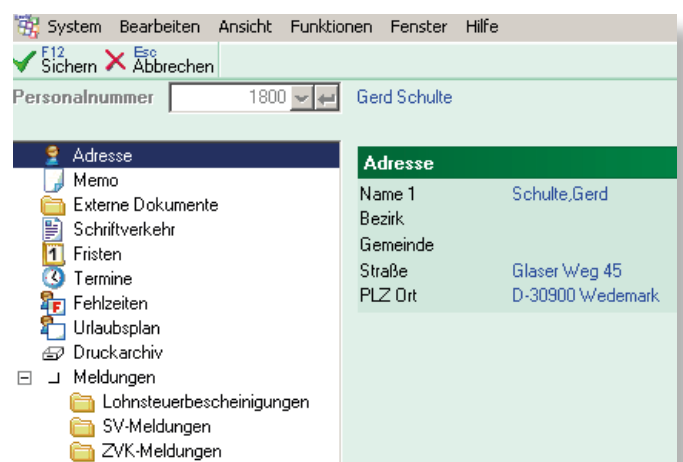 System Bearbeiten Ansicht Funktionen Fenster Hilfe
F12 Sichern Esc Abbrechen
Personalnummer 1800 Gerd Schulte
Adresse
Memo
Externe Dokumente
Schriftverkehr
1 Fristen
Termine
F Fehlzeiten
Urlaubsplan
Druckarchiv
Meldungen
Lohnsteuerbescheinigungen
SV-Meldungen
ZVK-Meldungen
Adresse
Name 1 Schulte,Gerd
Bezirk
Gemeinde
Straße Glaser Weg 45
PLZ Ort D-30900 Wedemark